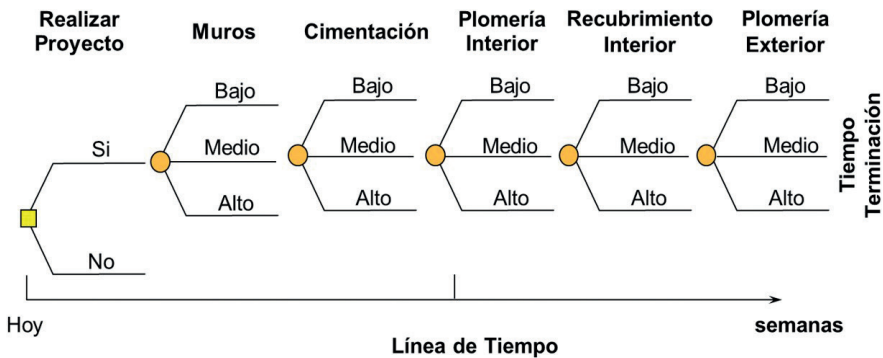 Realizar Proyecto
Muros
Cimentación
Plomería Interior
Recubrimiento Interior
Plomería Exterior
Si
No
Bajo
Medio
Alto
Bajo
Medio
Alto
Bajo
Medio
Alto
Bajo
Medio
Alto
Bajo
Medio
Alto
Tiempo Terminación
Hoy
semanas
Línea de Tiempo